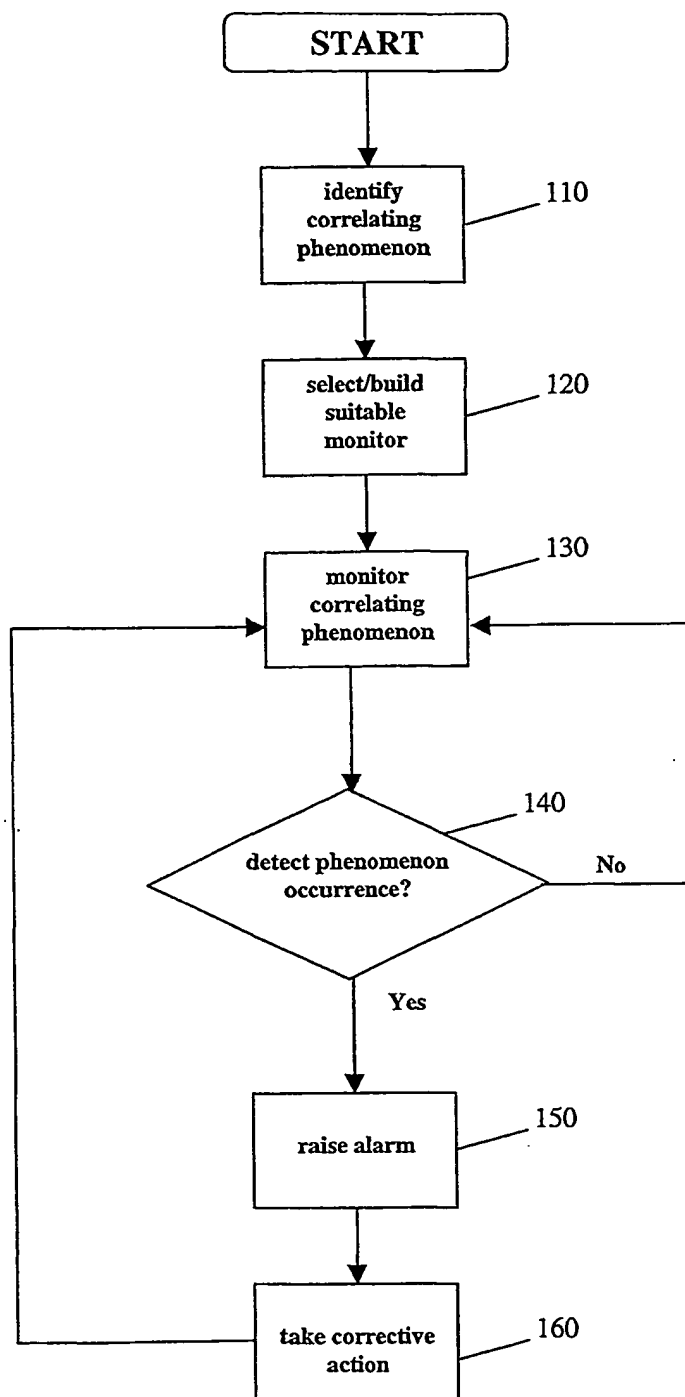 START
identify
correlating
phenomenon
110
select/build
suitable
monitor
120
monitor
correlating
phenomenon
130
detect phenomenon
occurrence?
140
No
Yes
raise alarm
150
take corrective
action
160